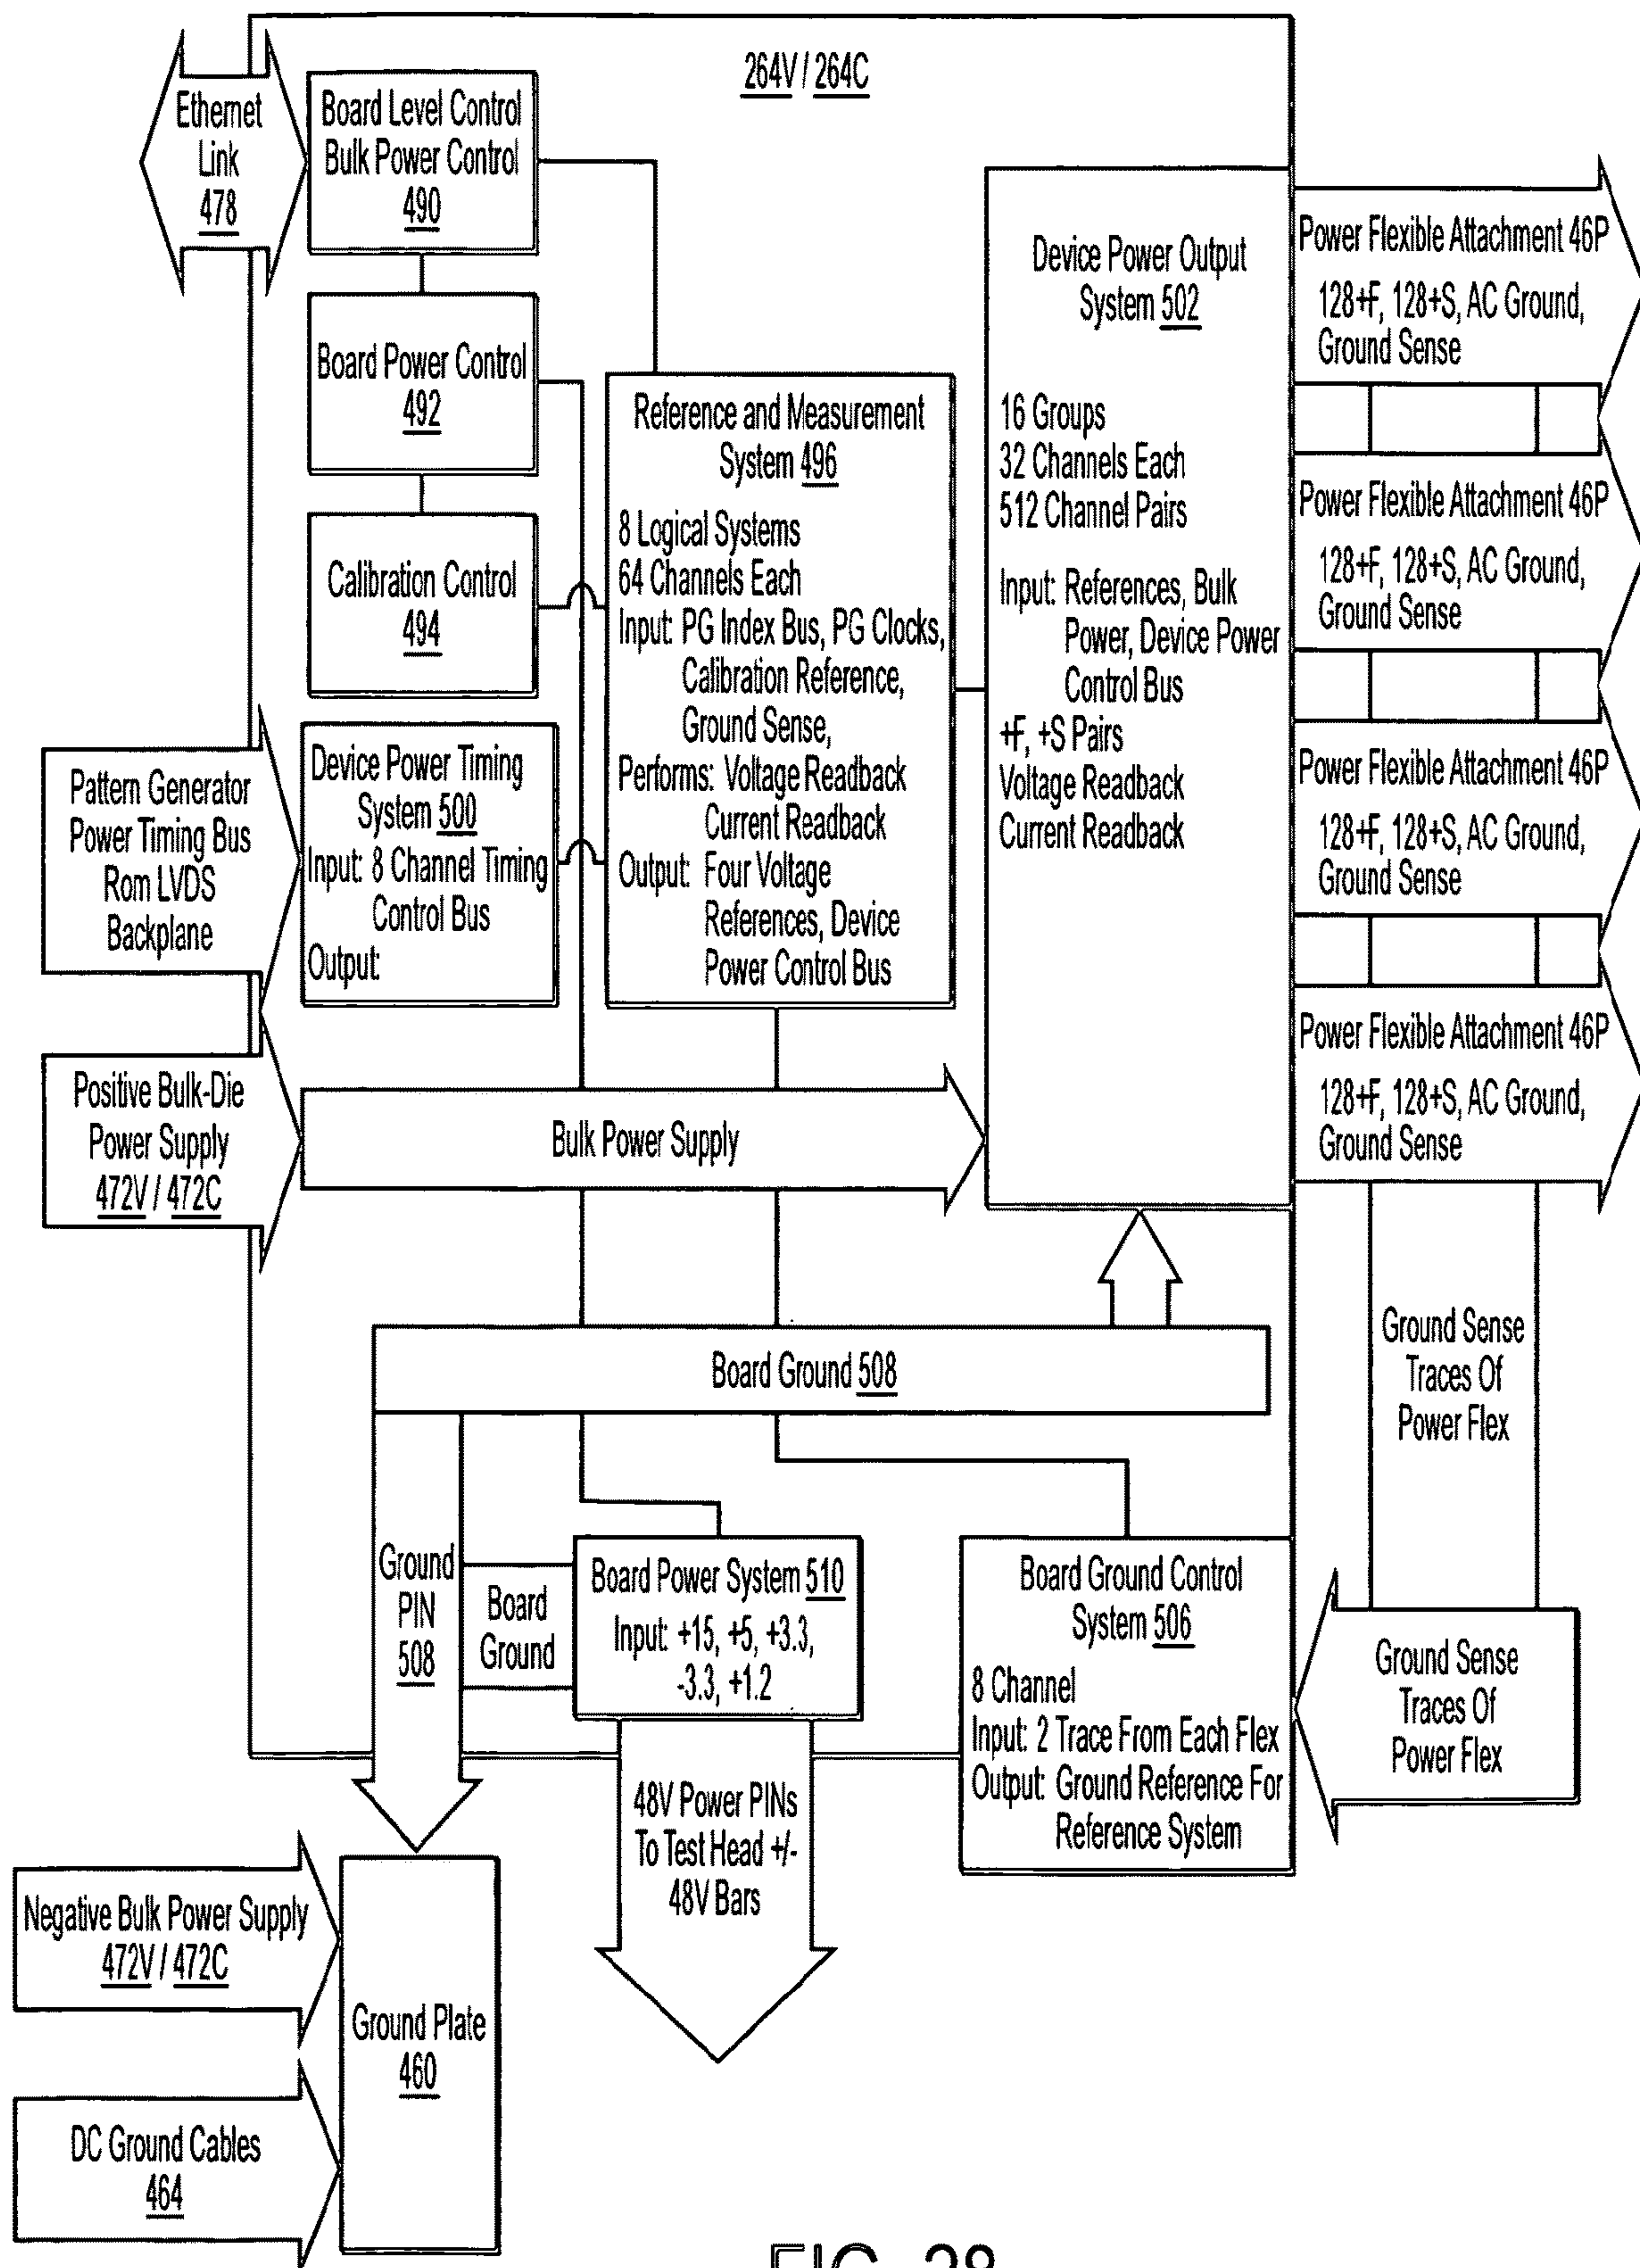 264V / 264C
Ethernet
Link
478
Board Level Control
Bulk Power Control
490
Board Power Control
492
Calibration Control
494
Pattern Generator
Power Timing Bus
Rom LVDS
Backplane
Device Power Timing
System 500
Input: 8 Channel Timing
Control Bus
Output:
Reference and Measurement
System 496
8 Logical Systems
64 Channels Each
Input: PG Index Bus, PG Clocks,
Calibration Reference,
Ground Sense,
Performs: Voltage Readback
Current Readback
Output: Four Voltage
References, Device
Power Control Bus
Device Power Output
System 502
16 Groups
32 Channels Each
512 Channel Pairs
Input: References, Bulk
Power, Device Power
Control Bus
+F, +S Pairs
Voltage Readback
Current Readback
Power Flexible Attachment 46P
128+F, 128+S, AC Ground,
Ground Sense
Power Flexible Attachment 46P
128+F, 128+S, AC Ground,
Ground Sense
Power Flexible Attachment 46P
128+F, 128+S, AC Ground,
Ground Sense
Power Flexible Attachment 46P
128+F, 128+S, AC Ground,
Ground Sense
Positive Bulk-Die
Power Supply
472V / 472C
Bulk Power Supply
Board Ground 508
Ground Sense
Traces Of
Power Flex
Ground
PIN
508
Board
Ground
Board Power System 510
Input: +15, +5, +3.3,
-3.3, +1.2
Board Ground Control
System 506
8 Channel
Input: 2 Trace From Each Flex
Output: Ground Reference For
Reference System
Ground Sense
Traces Of
Power Flex
48V Power PINs
To Test Head +/-
48V Bars
Negative Bulk Power Supply
472V / 472C
Ground Plate
460
DC Ground Cables
464
FIG. 28